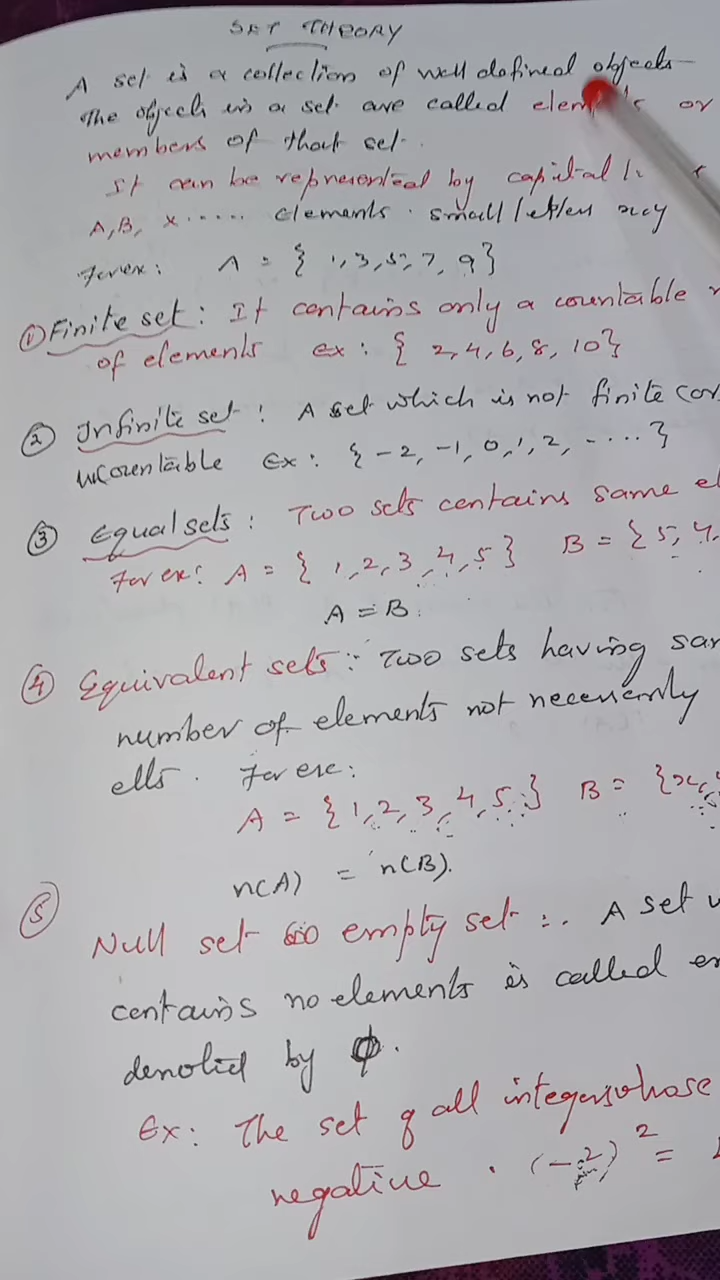 SET THEORY
A set is a collection of well defined objects
The objects in a set are called elements or
members of that set.
It can be represented by capital
A, B, X ..... elements. small letters x,c,y
For ex: A = { 1, 3, 5, 7, 9 }
① Finite set : It contains only a countable
of elements ex : { 2, 4, 6, 8, 10}
② Infinite set : A set which is not finite
uncountable Ex : { -2, -1, 0, 1, 2, ..... }
③ Equal sets : Two sets contains same
For ex: A = { 1, 2, 3, 4, 5 } B = { 5, 4,
A = B.
④ Equivalent sets : Two sets having
number of elements not necessarily
ells. For ex:
A = { 1, 2, 3, 4, 5 } B = {x,
n(A) = n(B).
⑤ Null set empty set :. A set
contains no elements is called
denoted by φ.
Ex: The set of all integers whose
negative . (-2)² =